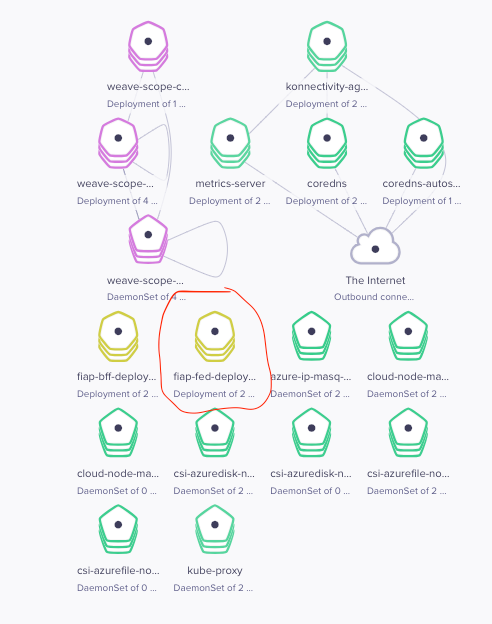 weave-scope-c...
Deployment of 1 ...
konnectivity-ag...
Deployment of 2 ...
weave-scope-...
Deployment of 4 ...
metrics-server
Deployment of 2 ...
coredns
Deployment of 2 ...
coredns-autos...
Deployment of 1 ...
weave-scope-...
DaemonSet of 4 ...
The Internet
Outbound conne...
fiap-bff-deploy...
Deployment of 2 ...
fiap-fed-deploy...
Deployment of 2 ...
azure-ip-masq-...
DaemonSet of 2 ...
cloud-node-ma...
DaemonSet of 2 ...
cloud-node-ma...
DaemonSet of 0 ...
csi-azuredisk-n...
DaemonSet of 2 ...
csi-azuredisk-n...
DaemonSet of 0 ...
csi-azurefile-no...
DaemonSet of 2 ...
csi-azurefile-no...
DaemonSet of 0 ...
kube-proxy
DaemonSet of 2 ...